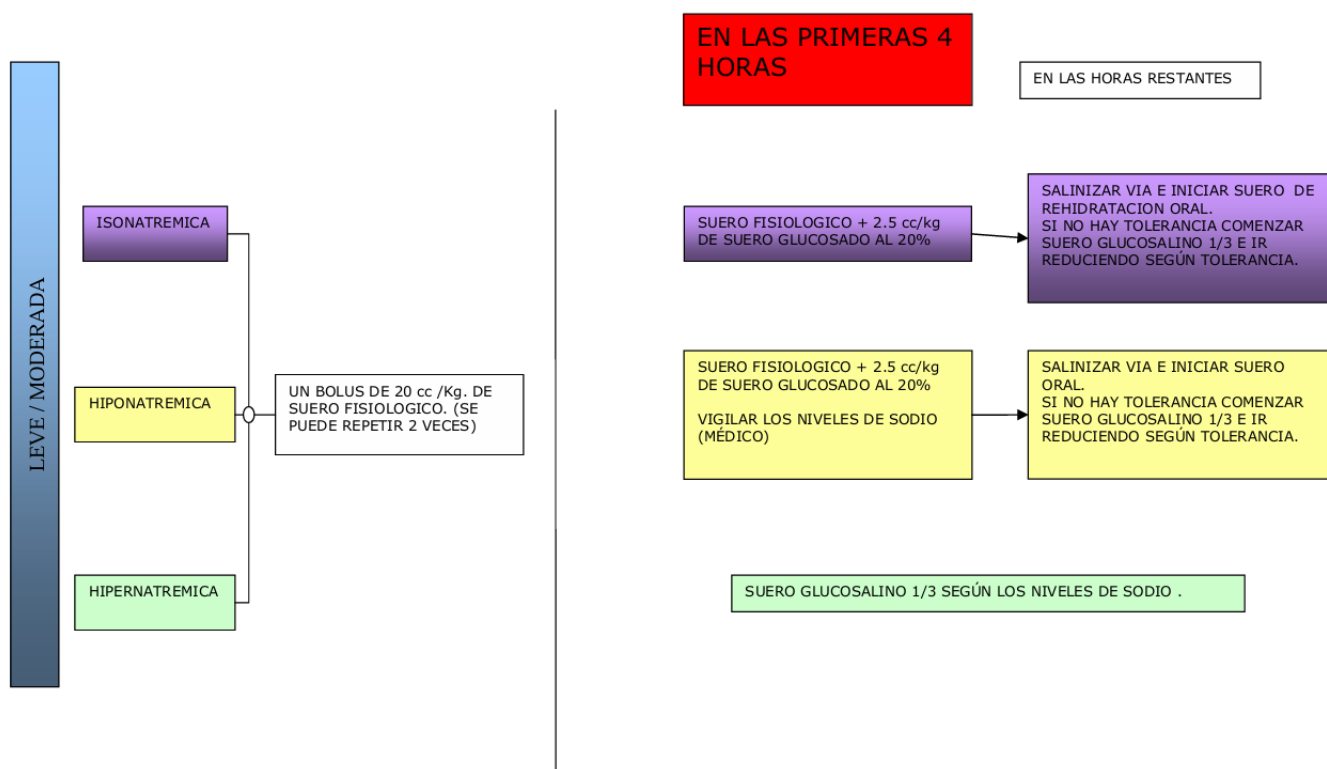 LEVE / MODERADA
ISONATREMICA
HIPONATREMICA
HIPERNATREMICA
UN BOLUS DE 20 cc /Kg. DE
SUERO FISIOLOGICO. (SE
PUEDE REPETIR 2 VECES)
EN LAS PRIMERAS 4
HORAS
EN LAS HORAS RESTANTES
SUERO FISIOLOGICO + 2.5 cc/kg
DE SUERO GLUCOSADO AL 20%
SALINIZAR VIA E INICIAR SUERO DE
REHIDRATACION ORAL.
SI NO HAY TOLERANCIA COMENZAR
SUERO GLUCOSALINO 1/3 E IR
REDUCIENDO SEGÚN TOLERANCIA.
SUERO FISIOLOGICO + 2.5 cc/kg
DE SUERO GLUCOSADO AL 20%
VIGILAR LOS NIVELES DE SODIO
(MÉDICO)
SALINIZAR VIA E INICIAR SUERO
ORAL.
SI NO HAY TOLERANCIA COMENZAR
SUERO GLUCOSALINO 1/3 E IR
REDUCIENDO SEGÚN TOLERANCIA.
SUERO GLUCOSALINO 1/3 SEGÚN LOS NIVELES DE SODIO .